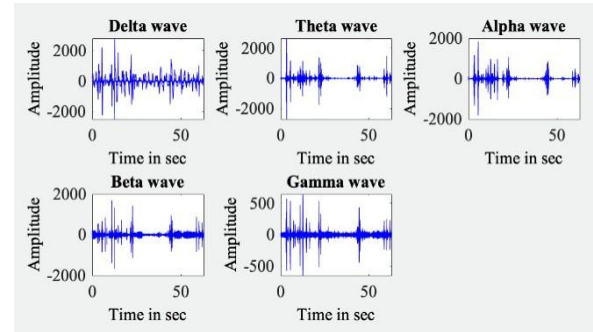 Delta wave
Amplitude
2000
0
-2000
0
50
Time in sec
Theta wave
Amplitude
2000
0
-2000
0
50
Time in sec
Alpha wave
Amplitude
2000
0
-2000
0
50
Time in sec
Beta wave
Amplitude
2000
0
-2000
0
50
Time in sec
Gamma wave
Amplitude
500
0
-500
0
50
Time in sec